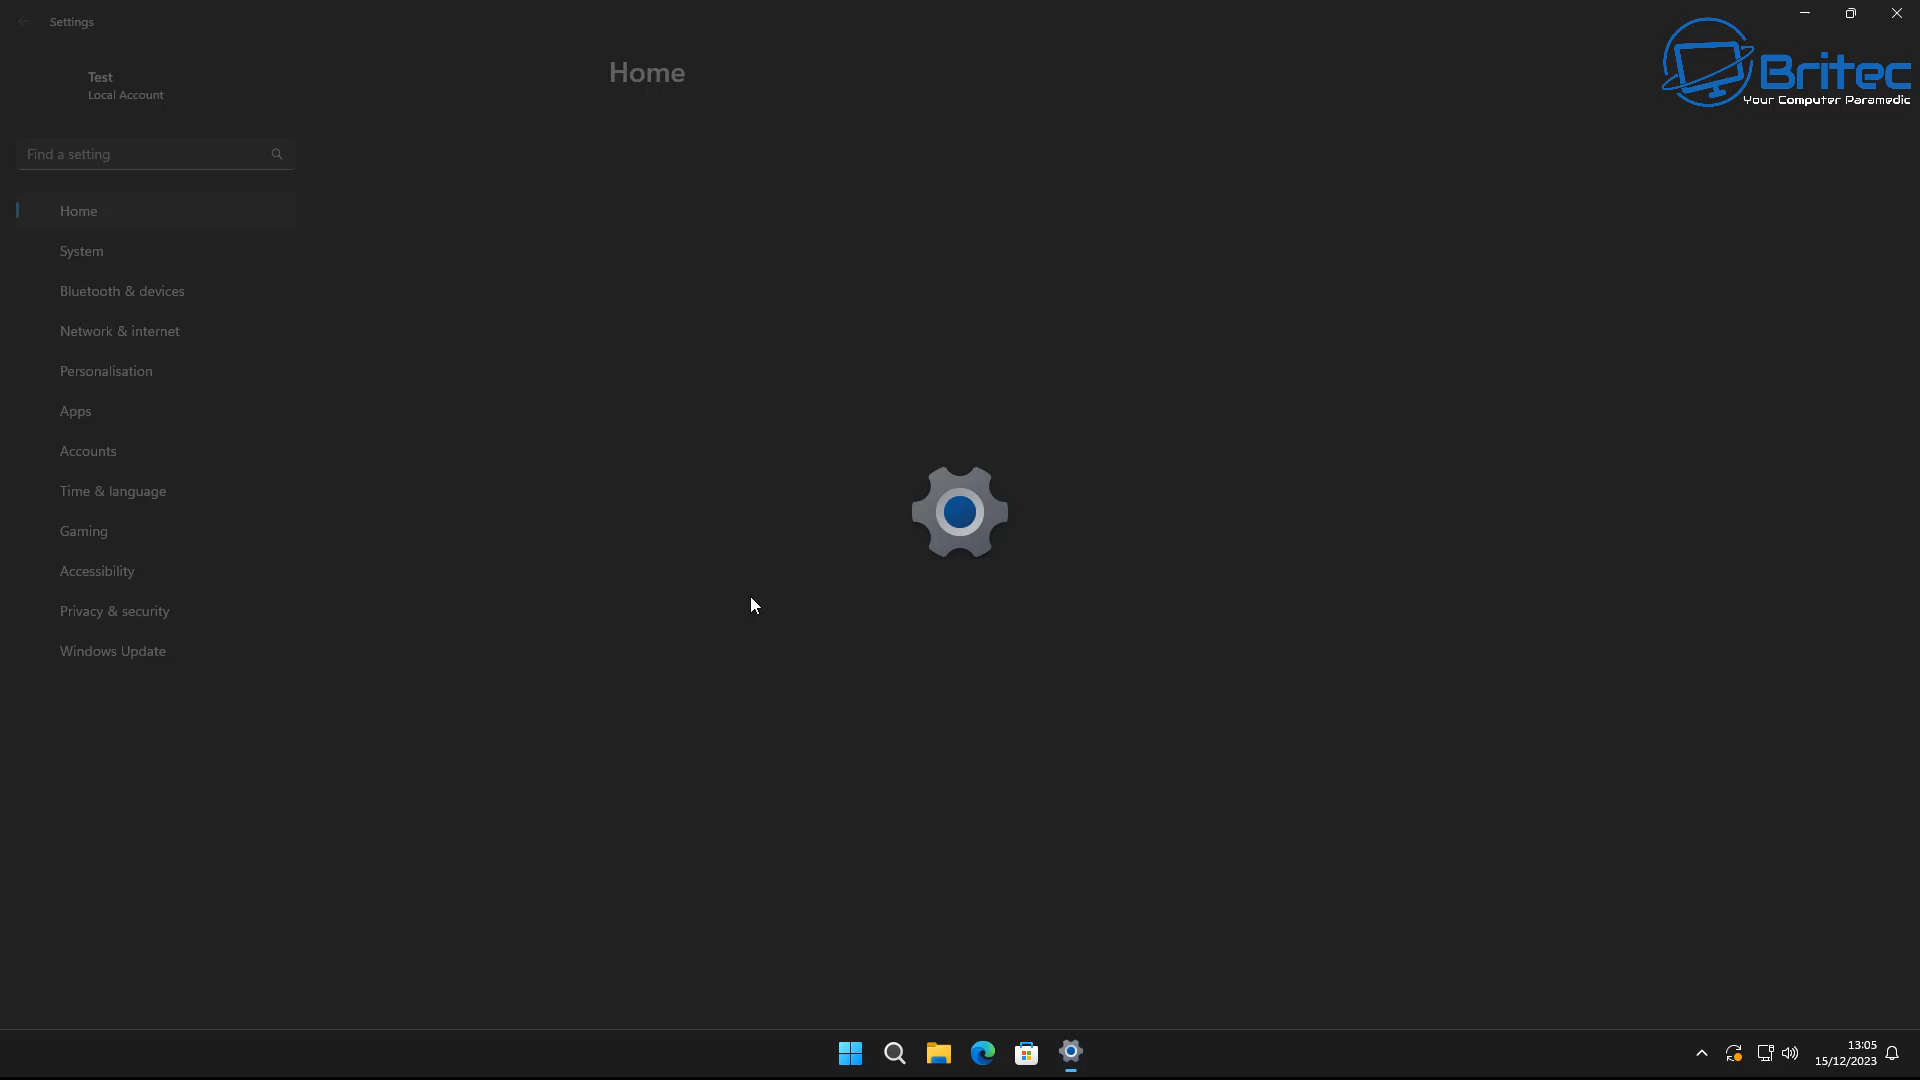 Settings
Test
Local Account
Find a setting
Home
System
Bluetooth & devices
Network & internet
Personalisation
Apps
Accounts
Time & language
Gaming
Accessibility
Privacy & security
Windows Update
Home
Britec
Your Computer Paramedic
13:05
15/12/2023